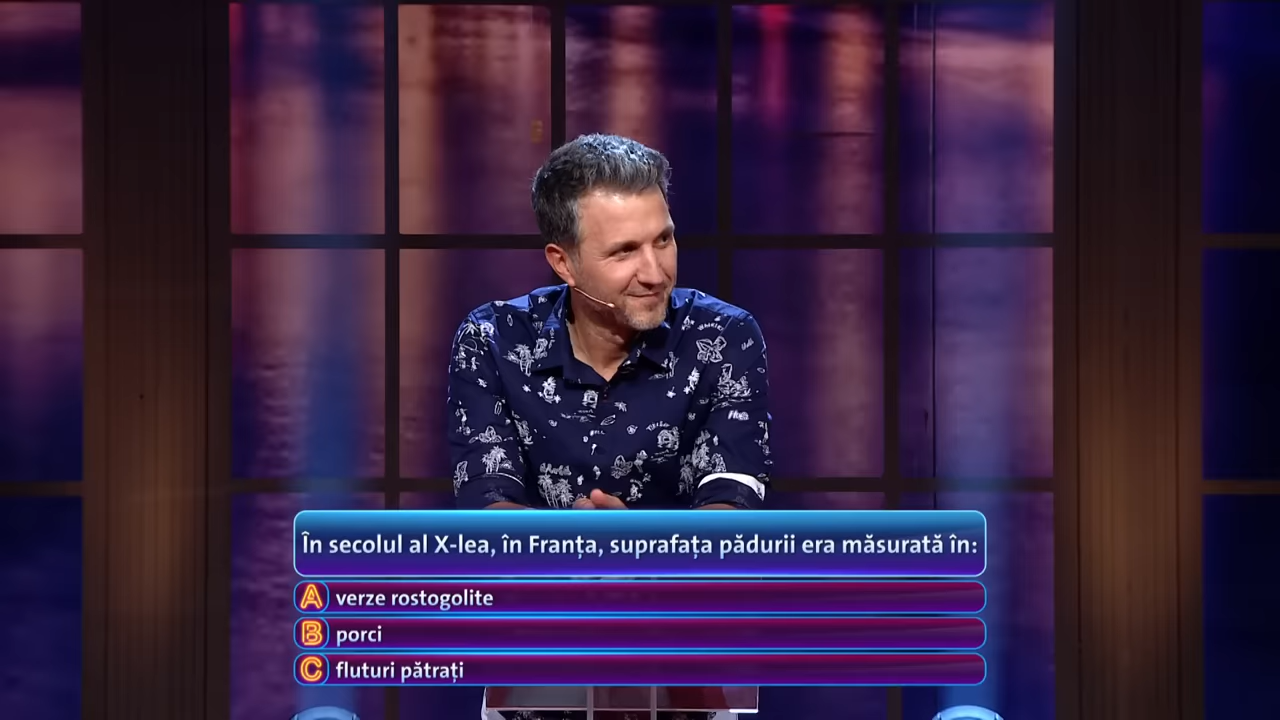 În secolul al X-lea, în Franța, suprafața pădurii era măsurată în:
A verze rostogolite
B porci
C fluturi pătrați